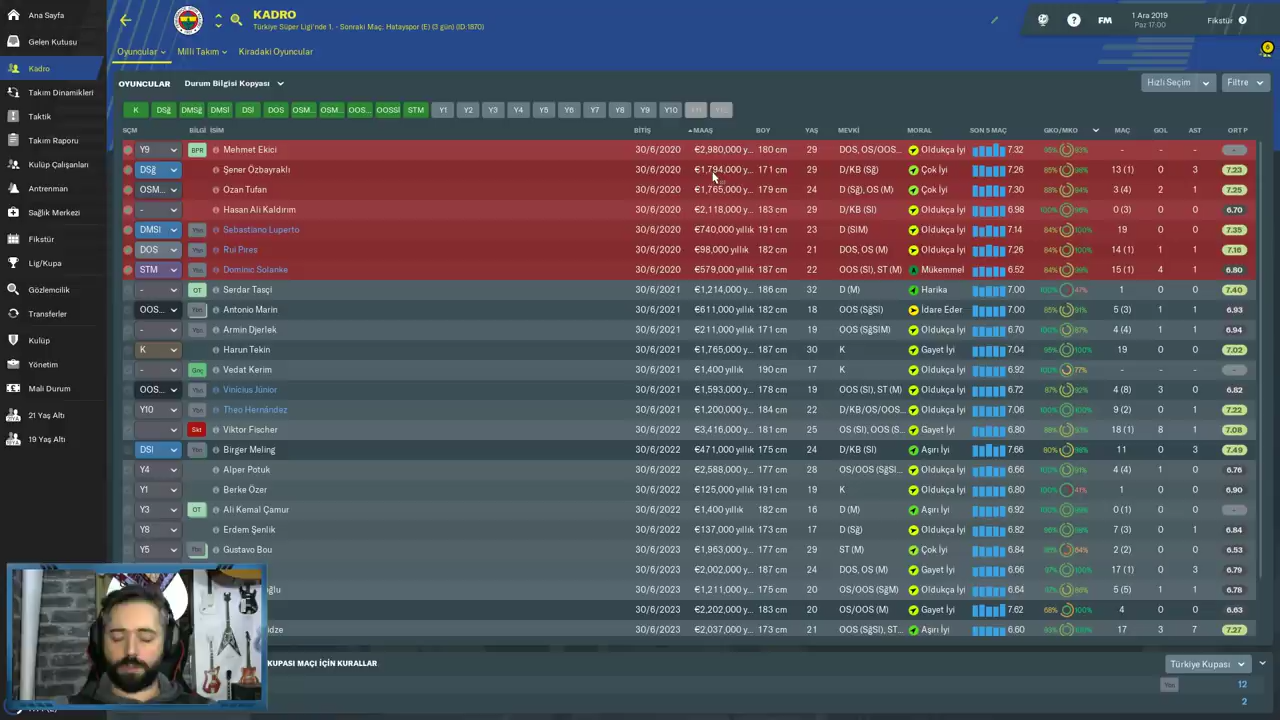 Ana Sayfa
Gelen Kutusu
Kadro
Takım Dinamikleri
Taktik
Takım Raporu
Kulüp Çalışanları
Antrenman
Sağlık Merkezi
Fikstür
Lig/Kupa
Gözlemcilik
Transferler
Kulüp
Yönetim
Mali Durum
21 Yaş Altı
19 Yaş Altı
KADRO
Türkiye Süper Ligi'nde 1. - Sonraki Maç: Hatayspor (E) (3 gün) (ID:1870)
FM
1 Ara 2019
Paz 17:00
Fikstür
Oyuncular Milli Takım Kiradaki Oyuncular
OYUNCULAR Durum Bilgisi Kopyası Hızlı Seçim Filtre
K DSğ DMSğ DMSİ DSİ DOS OSM... OSM... OOS... OOSSİ STM Y1 Y2 Y3 Y4 Y5 Y6 Y7 Y8 Y9 Y10
SÇM BİLGİ İSİM BİTİŞ MAAŞ BOY YAŞ MEVKİ MORAL SON 5 MAÇ GKO/MKO MAÇ GOL AST ORT P
Y9 BPR Mehmet Ekici 30/6/2020 €2,980,000 y... 180 cm 29 DOS, OS/OOS... Oldukça İyi 7.32 - - - -
DSğ Şener Özbayraklı 30/6/2020 €1,794,000 y... 171 cm 29 D/KB (Sğ) Çok İyi 7.26 13 (1) 0 3 7.23
OSM... Ozan Tufan 30/6/2020 €1,765,000 y... 179 cm 24 D (Sğ), OS (M) Çok İyi 7.30 3 (4) 2 1 7.25
- Hasan Ali Kaldırım 30/6/2020 €2,118,000 y... 183 cm 29 D/KB (Sl) Oldukça İyi 6.98 0 (3) 0 0 6.70
DMSİ Ybn Sebastiano Luperto 30/6/2020 €740,000 yıllık 191 cm 23 D (SlM) Oldukça İyi 7.14 19 0 0 7.35
DOS Ybn Rui Pires 30/6/2020 €98,000 yıllık 182 cm 21 DOS, OS (M) Oldukça İyi 7.26 14 (1) 1 1 7.16
STM Ybn Dominic Solanke 30/6/2020 €579,000 yıllık 187 cm 22 OOS (Sl), ST (M) Mükemmel 6.52 15 (1) 4 1 6.80
- OT Serdar Tasçi 30/6/2021 €1,214,000 y... 186 cm 32 D (M) Harika 7.00 1 0 0 7.40
OOS... Ybn Antonio Marin 30/6/2021 €611,000 yıllık 182 cm 18 OOS (SğSl) İdare Eder 7.00 5 (3) 1 1 6.93
- Ybn Armin Djerlek 30/6/2021 €211,000 yıllık 171 cm 19 OOS (SğSlM) Oldukça İyi 6.70 4 (4) 1 1 6.94
K Harun Tekin 30/6/2021 €1,765,000 y... 187 cm 30 K Gayet İyi 7.04 19 0 0 7.02
- Gnç Vedat Kerim 30/6/2021 €1,400 yıllık 190 cm 17 K Oldukça İyi 6.92 - - - -
OOS... Ybn Vinícius Júnior 30/6/2021 €1,593,000 y... 178 cm 19 OOS (Sl), ST (M) Oldukça İyi 6.72 4 (8) 3 0 6.82
Y10 Ybn Theo Hernández 30/6/2021 €1,200,000 y... 184 cm 22 D/KB/OS/OOS... Oldukça İyi 7.06 9 (2) 0 1 7.22
Skt Viktor Fischer 30/6/2022 €3,416,000 y... 181 cm 25 OS (Sl), OOS (S... Gayet İyi 6.80 18 (1) 8 1 7.08
DSİ Ybn Birger Meling 30/6/2022 €471,000 yıllık 175 cm 24 D/KB (Sl) Aşırı İyi 7.66 11 0 3 7.49
Y4 Alper Potuk 30/6/2022 €2,588,000 y... 177 cm 28 OS/OOS (SğSl... Oldukça İyi 6.66 4 (4) 1 0 6.76
Y1 Berke Özer 30/6/2022 €125,000 yıllık 191 cm 19 K Oldukça İyi 6.80 1 0 0 6.90
Y3 OT Ali Kemal Çamur 30/6/2022 €1,400 yıllık 182 cm 16 D (M) Aşırı İyi 6.92 0 (1) 0 0 -
Y8 Erdem Şenlik 30/6/2022 €137,000 yıllık 173 cm 17 D (Sğ) Oldukça İyi 6.82 7 (3) 0 1 6.84
Y5 Ybn Gustavo Bou 30/6/2023 €1,963,000 y... 177 cm 29 ST (M) Çok İyi 6.84 2 (2) 0 0 6.53
30/6/2023 €2,002,000 y... 187 cm 24 DOS, OS (M) Gayet İyi 6.66 17 (1) 0 3 6.79
ğlu 30/6/2023 €1,211,000 y... 175 cm 20 OS/OOS (SğM) Oldukça İyi 6.64 5 (5) 1 1 6.78
30/6/2023 €2,202,000 y... 183 cm 20 OS/OOS (M) Gayet İyi 7.62 4 0 0 6.63
idze 30/6/2023 €2,037,000 y... 173 cm 21 OOS (SğSl), ST... Aşırı İyi 6.60 17 3 7 7.27
KUPASI MAÇI İÇİN KURALLAR Türkiye Kupası
Ybn 12
2